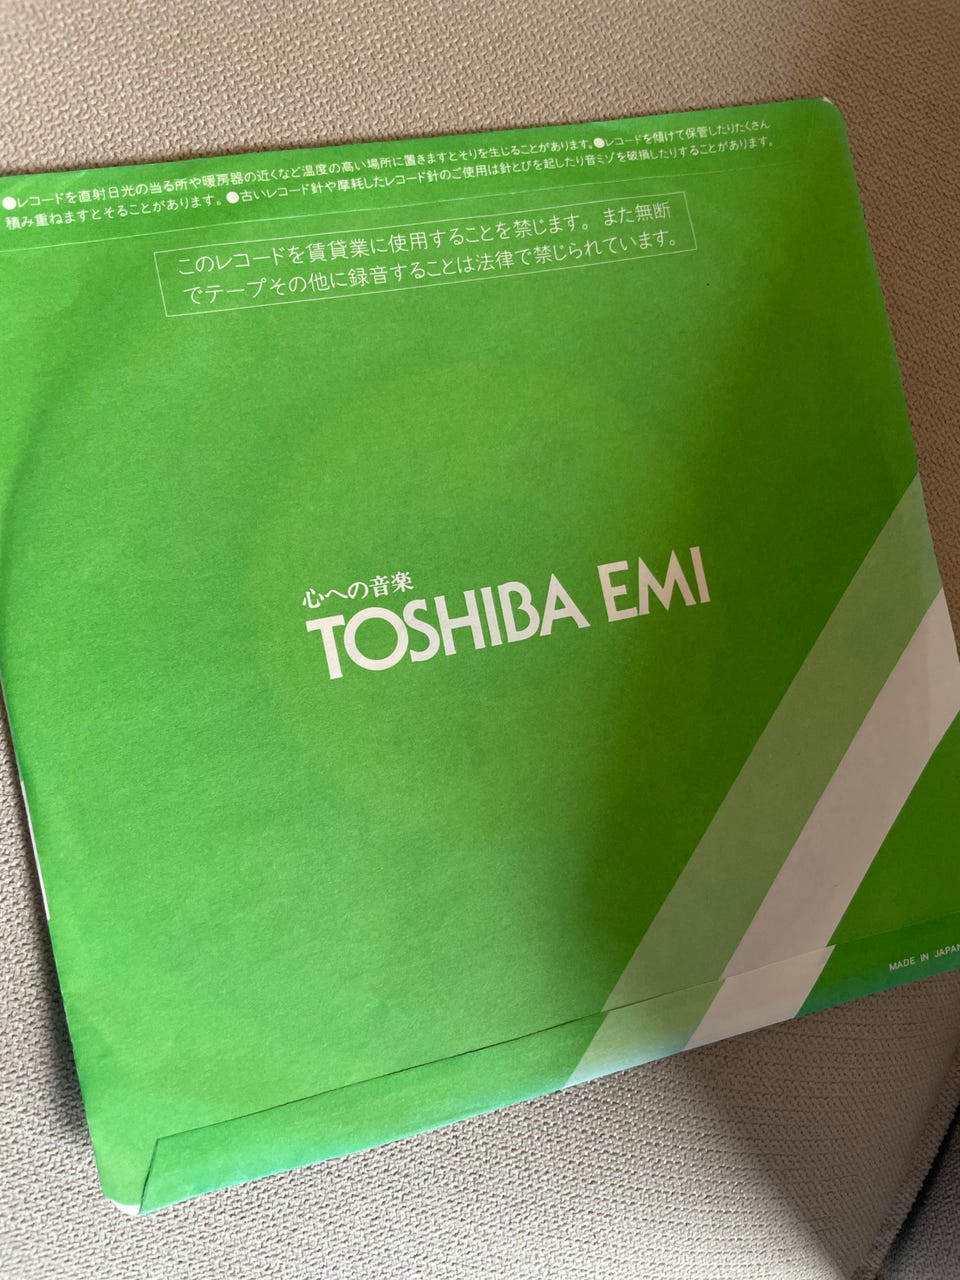 ●レコードを直射日光の当る所や暖房器の近くなど温度の高い場所に置きますとそりを生じることがあります。●レコードを傾けて保管したりたくさん
積み重ねますとそることがあります。●古いレコード針や摩耗したレコード針のご使用は針とびを起したり音ミゾを破損したりすることがあります。
このレコードを賃貸業に使用することを禁じます。また無断
でテープその他に録音することは法律で禁じられています。
心への音楽
TOSHIBA EMI
MADE IN JAPAN